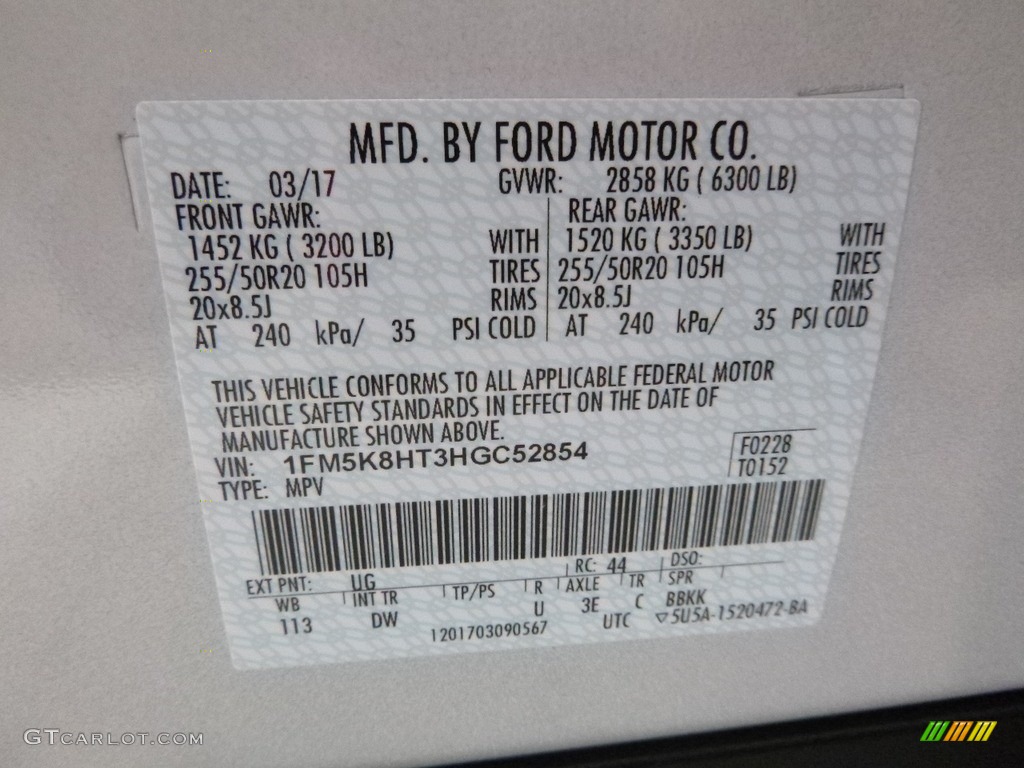 MFD. BY FORD MOTOR CO.
DATE: 03/17 GVWR: 2858 KG ( 6300 LB)
FRONT GAWR: REAR GAWR:
1452 KG ( 3200 LB) WITH 1520 KG ( 3350 LB) WITH
255/50R20 105H TIRES 255/50R20 105H TIRES
20x8.5J RIMS 20x8.5J RIMS
AT 240 kPa/ 35 PSI COLD AT 240 kPa/ 35 PSI COLD
THIS VEHICLE CONFORMS TO ALL APPLICABLE FEDERAL MOTOR
VEHICLE SAFETY STANDARDS IN EFFECT ON THE DATE OF
MANUFACTURE SHOWN ABOVE.
VIN: 1FM5K8HT3HGC52854 F0228
TYPE: MPV T0152
EXT PNT: UG RC: 44 DSO:
WB INT TR TP/PS R AXLE TR SPR
113 DW U 3E C BBKK
1201703090567 UTC ▽5U5A-1520472-BA
GTCARLOT.COM